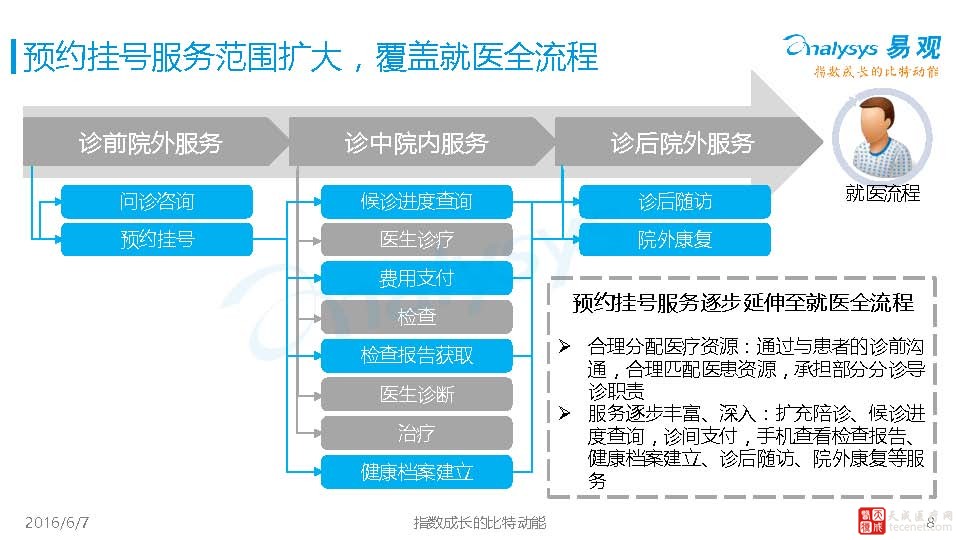 预约挂号服务范围扩大，覆盖就医全流程
analysys 易观
指数成长的比特动能
诊前院外服务
诊中院内服务
诊后院外服务
就医流程
问诊咨询
预约挂号
候诊进度查询
医生诊疗
费用支付
检查
检查报告获取
医生诊断
治疗
健康档案建立
诊后随访
院外康复
预约挂号服务逐步延伸至就医全流程
➢ 合理分配医疗资源：通过与患者的诊前沟
通，合理匹配医患资源，承担部分分诊导
诊职责
➢ 服务逐步丰富、深入：扩充陪诊、候诊进
度查询，诊间支付，手机查看检查报告、
健康档案建立、诊后随访、院外康复等服
务
2016/6/7
指数成长的比特动能
8
天成医疗网
tecenet.com